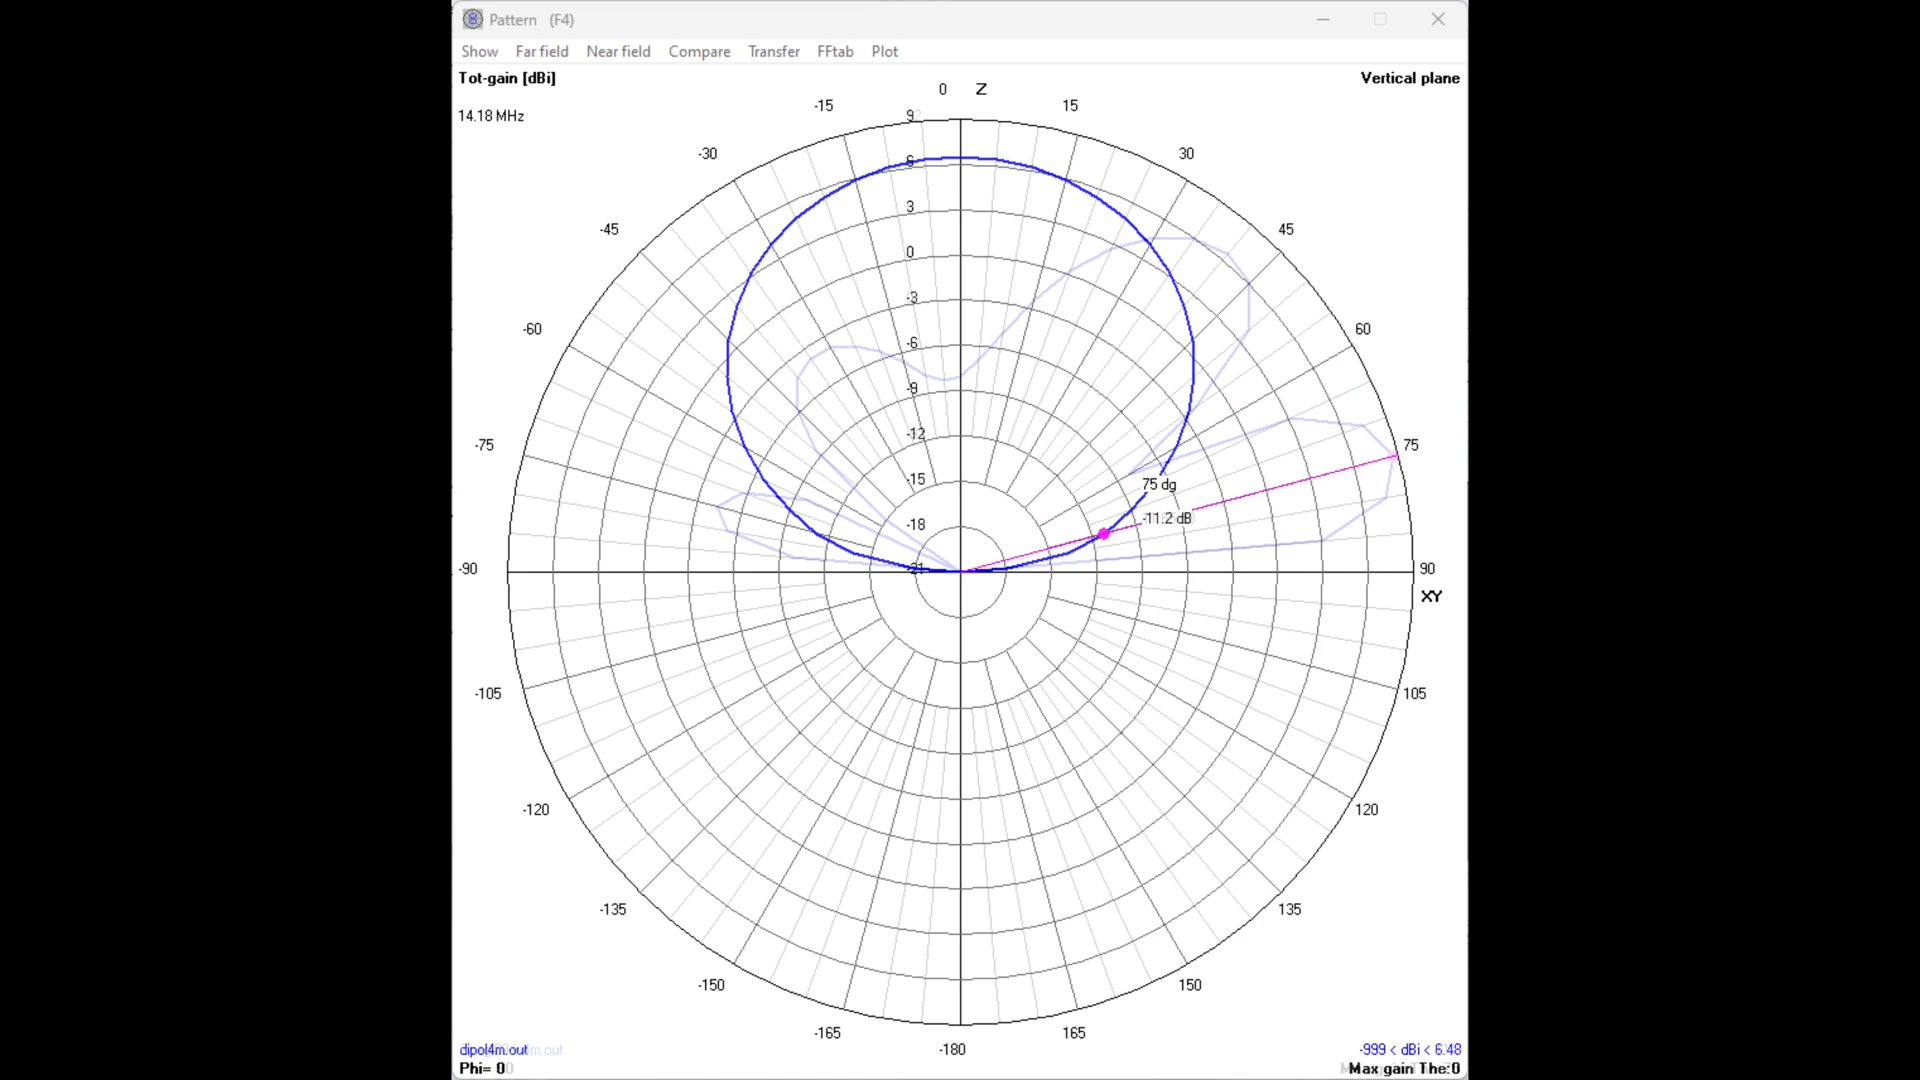 Pattern (F4)
Show Far field Near field Compare Transfer FFtab Plot
Tot-gain [dBi] Vertical plane
0 Z
-15 15
14.18 MHz 9
-30 30
6
3
-45 45
0
-3
-60 60
-6
-9
-12
-75 75
-15
75 dg
-11.2 dB
-18
-90 -21 90
XY
-105 105
-120 120
-135 135
-150 150
-165 165
-180
dipol4m.out -999 < dBi < 6.48
Phi= 0 Max gain The:0